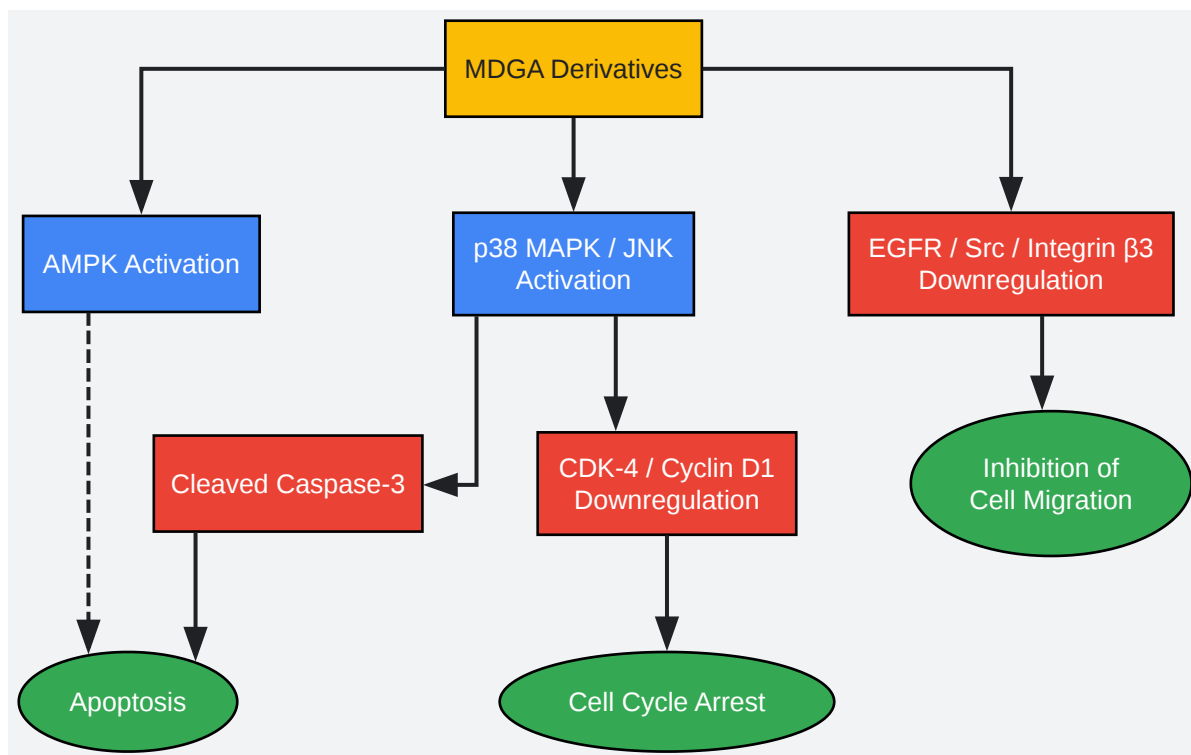 MDGA Derivatives
AMPK Activation
p38 MAPK / JNK
Activation
EGFR / Src / Integrin β3
Downregulation
Cleaved Caspase-3
CDK-4 / Cyclin D1
Downregulation
Inhibition of
Cell Migration
Apoptosis
Cell Cycle Arrest